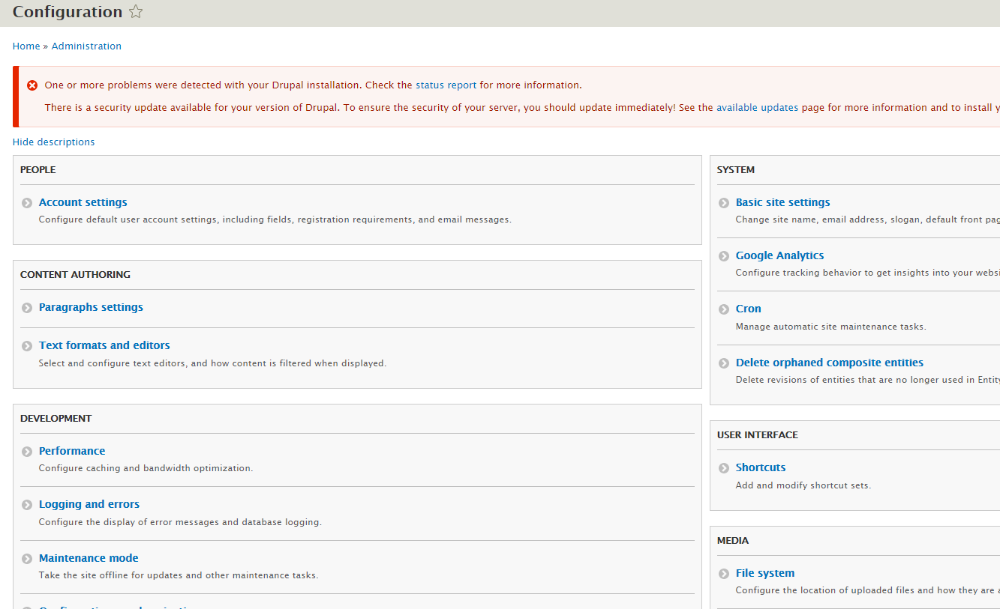 Configuration
Home » Administration
One or more problems were detected with your Drupal installation. Check the status report for more information.
There is a security update available for your version of Drupal. To ensure the security of your server, you should update immediately! See the available updates page for more information and to install
Hide descriptions
PEOPLE
Account settings
Configure default user account settings, including fields, registration requirements, and email messages.
CONTENT AUTHORING
Paragraphs settings
Text formats and editors
Select and configure text editors, and how content is filtered when displayed.
DEVELOPMENT
Performance
Configure caching and bandwidth optimization.
Logging and errors
Configure the display of error messages and database logging.
Maintenance mode
Take the site offline for updates and other maintenance tasks.
SYSTEM
Basic site settings
Change site name, email address, slogan, default front
Google Analytics
Configure tracking behavior to get insights into your
Cron
Manage automatic site maintenance tasks.
Delete orphaned composite entities
Delete revisions of entities that are no longer used in Entity
USER INTERFACE
Shortcuts
Add and modify shortcut sets.
MEDIA
File system
Configure the location of uploaded files and how they are